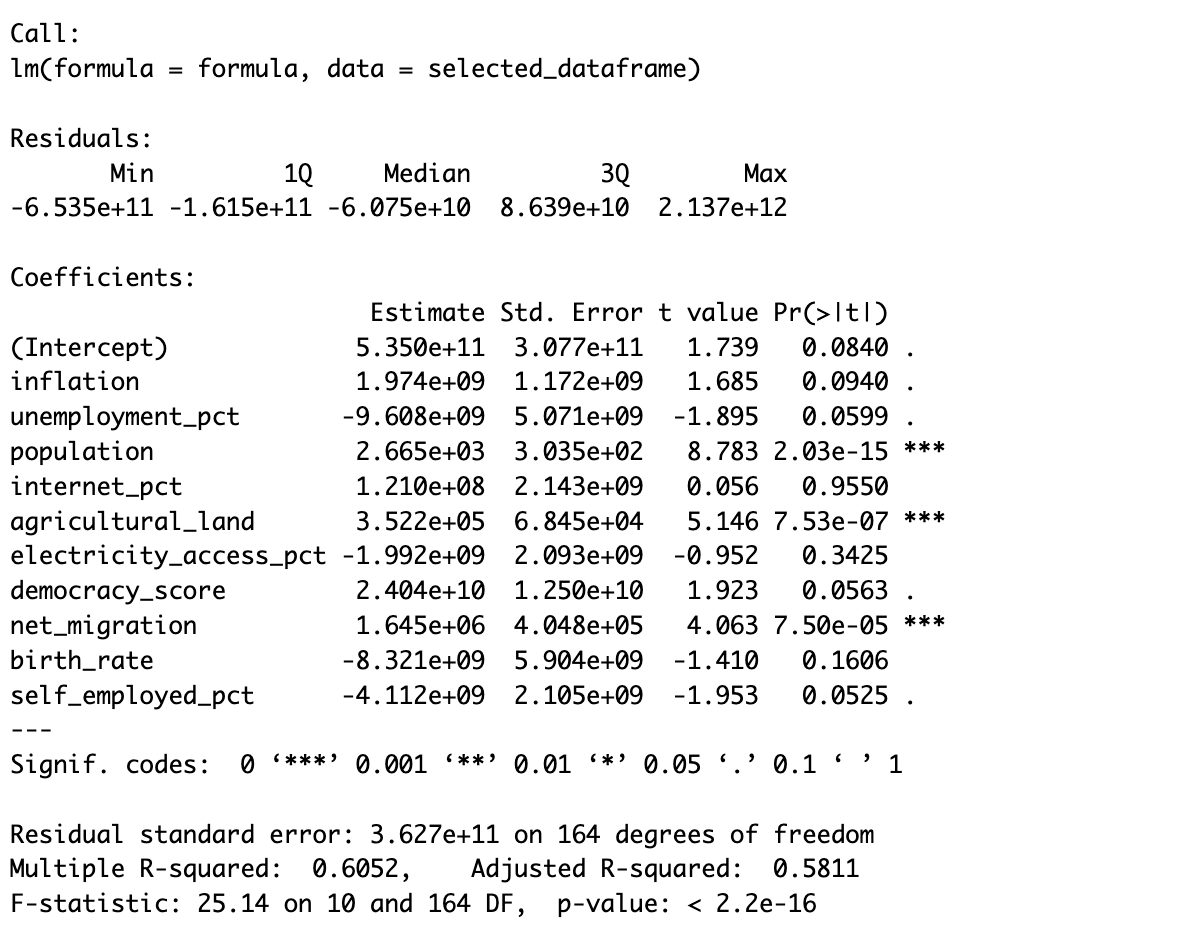 Call:
lm(formula = formula, data = selected_dataframe)
Residuals:
Min 1Q Median 3Q Max
-6.535e+11 -1.615e+11 -6.075e+10 8.639e+10 2.137e+12
Coefficients:
Estimate Std. Error t value Pr(>|t|)
(Intercept) 5.350e+11 3.077e+11 1.739 0.0840 .
inflation 1.974e+09 1.172e+09 1.685 0.0940 .
unemployment_pct -9.608e+09 5.071e+09 -1.895 0.0599 .
population 2.665e+03 3.035e+02 8.783 2.03e-15 ***
internet_pct 1.210e+08 2.143e+09 0.056 0.9550
agricultural_land 3.522e+05 6.845e+04 5.146 7.53e-07 ***
electricity_access_pct -1.992e+09 2.093e+09 -0.952 0.3425
democracy_score 2.404e+10 1.250e+10 1.923 0.0563 .
net_migration 1.645e+06 4.048e+05 4.063 7.50e-05 ***
birth_rate -8.321e+09 5.904e+09 -1.410 0.1606
self_employed_pct -4.112e+09 2.105e+09 -1.953 0.0525 .
---
Signif. codes: 0 ‘***’ 0.001 ‘**’ 0.01 ‘*’ 0.05 ‘.’ 0.1 ‘ ’ 1
Residual standard error: 3.627e+11 on 164 degrees of freedom
Multiple R-squared: 0.6052, Adjusted R-squared: 0.5811
F-statistic: 25.14 on 10 and 164 DF, p-value: < 2.2e-16